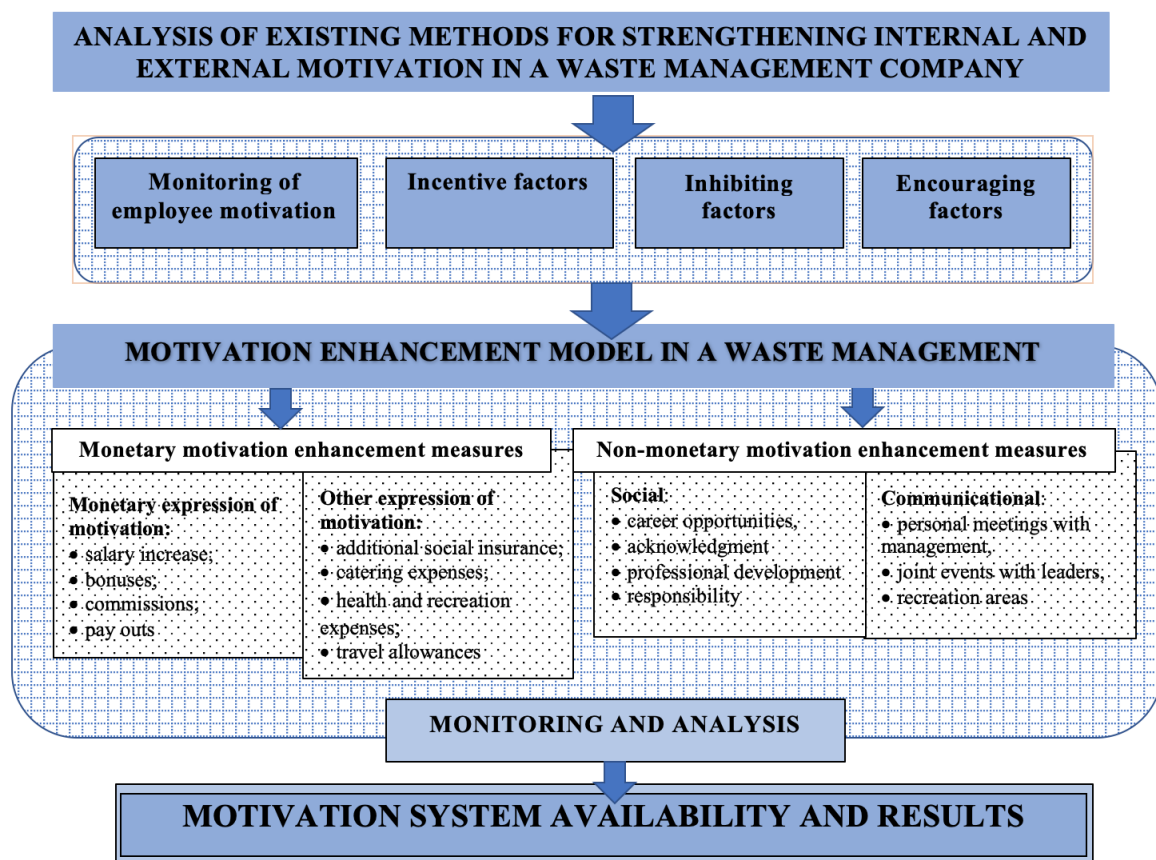 ANALYSIS OF EXISTING METHODS FOR STRENGTHENING INTERNAL AND
EXTERNAL MOTIVATION IN A WASTE MANAGEMENT COMPANY
Monitoring of
employee motivation
Incentive factors
Inhibiting
factors
Encouraging
factors
MOTIVATION ENHANCEMENT MODEL IN A WASTE MANAGEMENT
Monetary motivation enhancement measures
Monetary expression of
motivation:
• salary increase;
• bonuses;
• commissions;
• pay outs
Other expression of
motivation:
• additional social insurance;
• catering expenses;
• health and recreation
expenses;
• travel allowances
Non-monetary motivation enhancement measures
Social:
• career opportunities,
• acknowledgment
• professional development
• responsibility
Communicational:
• personal meetings with
management,
• joint events with leaders,
• recreation areas
MONITORING AND ANALYSIS
MOTIVATION SYSTEM AVAILABILITY AND RESULTS